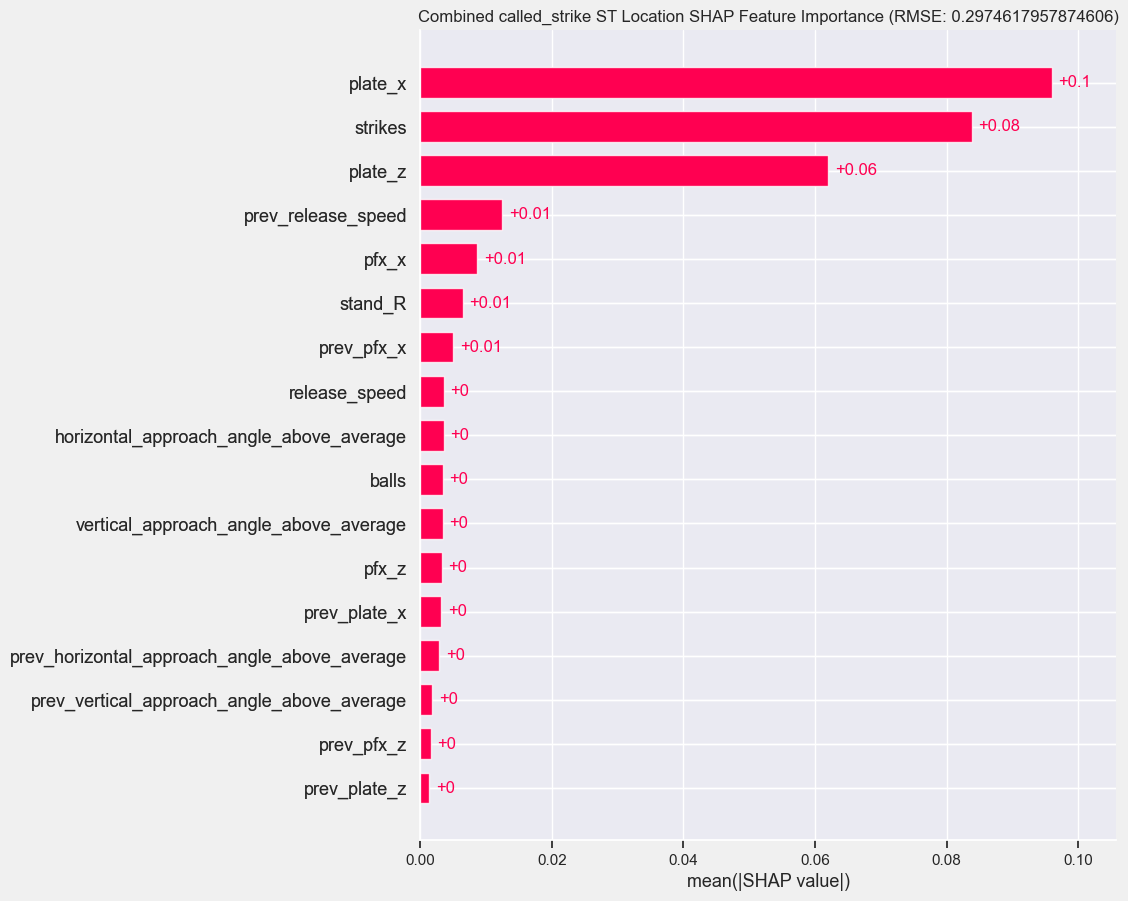 Combined called_strike ST Location SHAP Feature Importance (RMSE: 0.2974617957874606)
plate_x +0.1
strikes +0.08
plate_z +0.06
prev_release_speed +0.01
pfx_x +0.01
stand_R +0.01
prev_pfx_x +0.01
release_speed +0
horizontal_approach_angle_above_average +0
balls +0
vertical_approach_angle_above_average +0
pfx_z +0
prev_plate_x +0
prev_horizontal_approach_angle_above_average +0
prev_vertical_approach_angle_above_average +0
prev_pfx_z +0
prev_plate_z +0
0.00 0.02 0.04 0.06 0.08 0.10
mean(|SHAP value|)